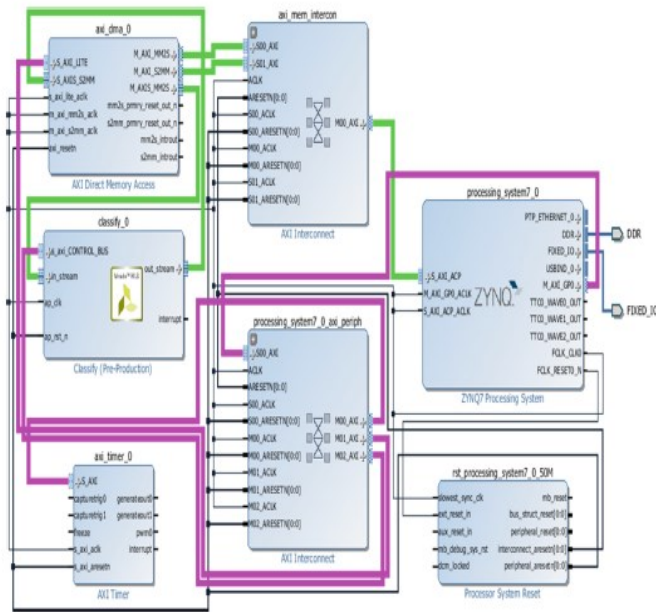 axi_dma_0
S_AXI_LITE
S_AXIS_S2MM
s_axi_lite_aclk
m_axi_mm2s_aclk
m_axi_s2mm_aclk
axi_resetn
M_AXI_MM2S
M_AXI_S2MM
M_AXIS_MM2S
mm2s_prmry_reset_out_n
s2mm_prmry_reset_out_n
mm2s_introut
s2mm_introut
AXI Direct Memory Access
axi_mem_intercon
S00_AXI
S01_AXI
ACLK
ARESETN[0:0]
S00_ACLK
S00_ARESETN[0:0]
M00_ACLK
M00_ARESETN[0:0]
S01_ACLK
S01_ARESETN[0:0]
M00_AXI
AXI Interconnect
classify_0
s_axi_CONTROL_BUS
in_stream
ap_clk
ap_rst_n
out_stream
interrupt
Classify (Pre-Production)
processing_system7_0
S_AXI_ACP
M_AXI_GP0_ACLK
S_AXI_ACP_ACLK
ZYNQ
PTP_ETHERNET_0
DDR
FIXED_IO
USBIND_0
M_AXI_GP0
TTC0_WAVE0_OUT
TTC0_WAVE1_OUT
TTC0_WAVE2_OUT
FCLK_CLK0
FCLK_RESET0_N
ZYNQ7 Processing System
DDR
FIXED_IO
processing_system7_0_axi_periph
S00_AXI
ACLK
ARESETN[0:0]
S00_ACLK
S00_ARESETN[0:0]
M00_ACLK
M00_ARESETN[0:0]
M01_ACLK
M01_ARESETN[0:0]
M02_ACLK
M02_ARESETN[0:0]
M00_AXI
M01_AXI
M02_AXI
AXI Interconnect
axi_timer_0
S_AXI
capturetrig0
capturetrig1
freeze
s_axi_aclk
s_axi_aresetn
generateout0
generateout1
pwm0
interrupt
AXI Timer
rst_processing_system7_0_50M
slowest_sync_clk
ext_reset_in
aux_reset_in
mb_debug_sys_rst
dcm_locked
mb_reset
bus_struct_reset[0:0]
peripheral_reset[0:0]
interconnect_aresetn[0:0]
peripheral_aresetn[0:0]
Processor System Reset